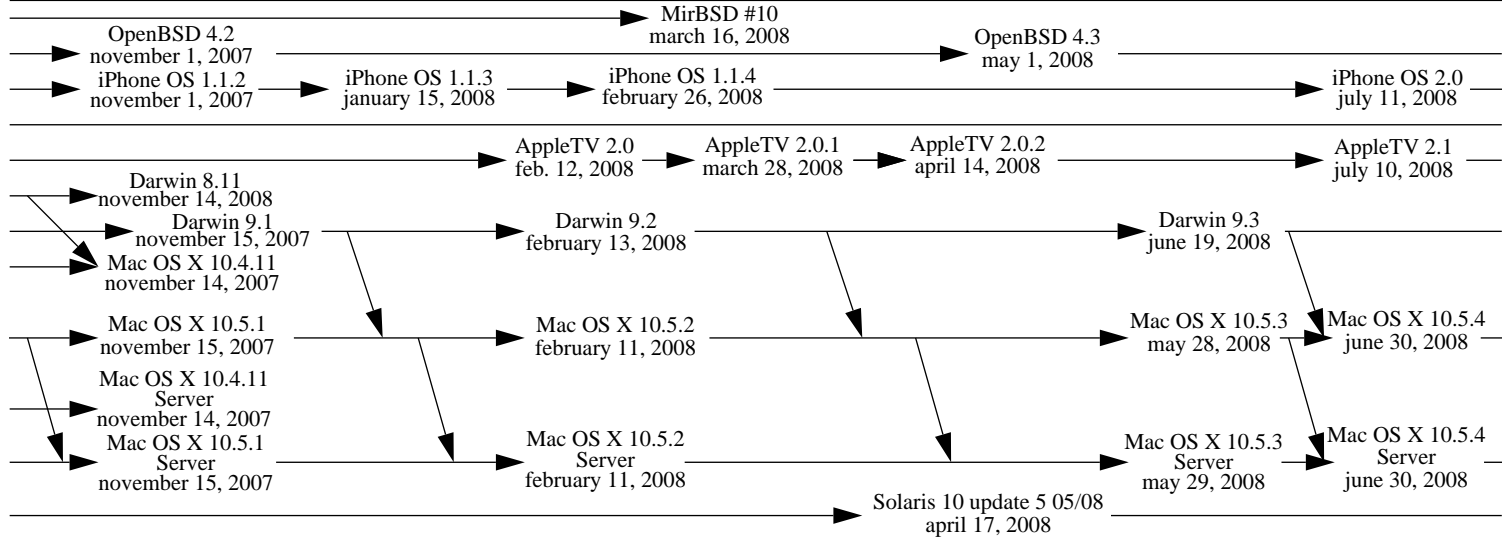 MirBSD #10
march 16, 2008
OpenBSD 4.2
november 1, 2007
OpenBSD 4.3
may 1, 2008
iPhone OS 1.1.2
november 1, 2007
iPhone OS 1.1.3
january 15, 2008
iPhone OS 1.1.4
february 26, 2008
iPhone OS 2.0
july 11, 2008
AppleTV 2.0
feb. 12, 2008
AppleTV 2.0.1
march 28, 2008
AppleTV 2.0.2
april 14, 2008
AppleTV 2.1
july 10, 2008
Darwin 8.11
november 14, 2008
Darwin 9.1
november 15, 2007
Darwin 9.2
february 13, 2008
Darwin 9.3
june 19, 2008
Mac OS X 10.4.11
november 14, 2007
Mac OS X 10.5.1
november 15, 2007
Mac OS X 10.5.2
february 11, 2008
Mac OS X 10.5.3
may 28, 2008
Mac OS X 10.5.4
june 30, 2008
Mac OS X 10.4.11
Server
november 14, 2007
Mac OS X 10.5.1
Server
november 15, 2007
Mac OS X 10.5.2
Server
february 11, 2008
Mac OS X 10.5.3
Server
may 29, 2008
Mac OS X 10.5.4
Server
june 30, 2008
Solaris 10 update 5 05/08
april 17, 2008